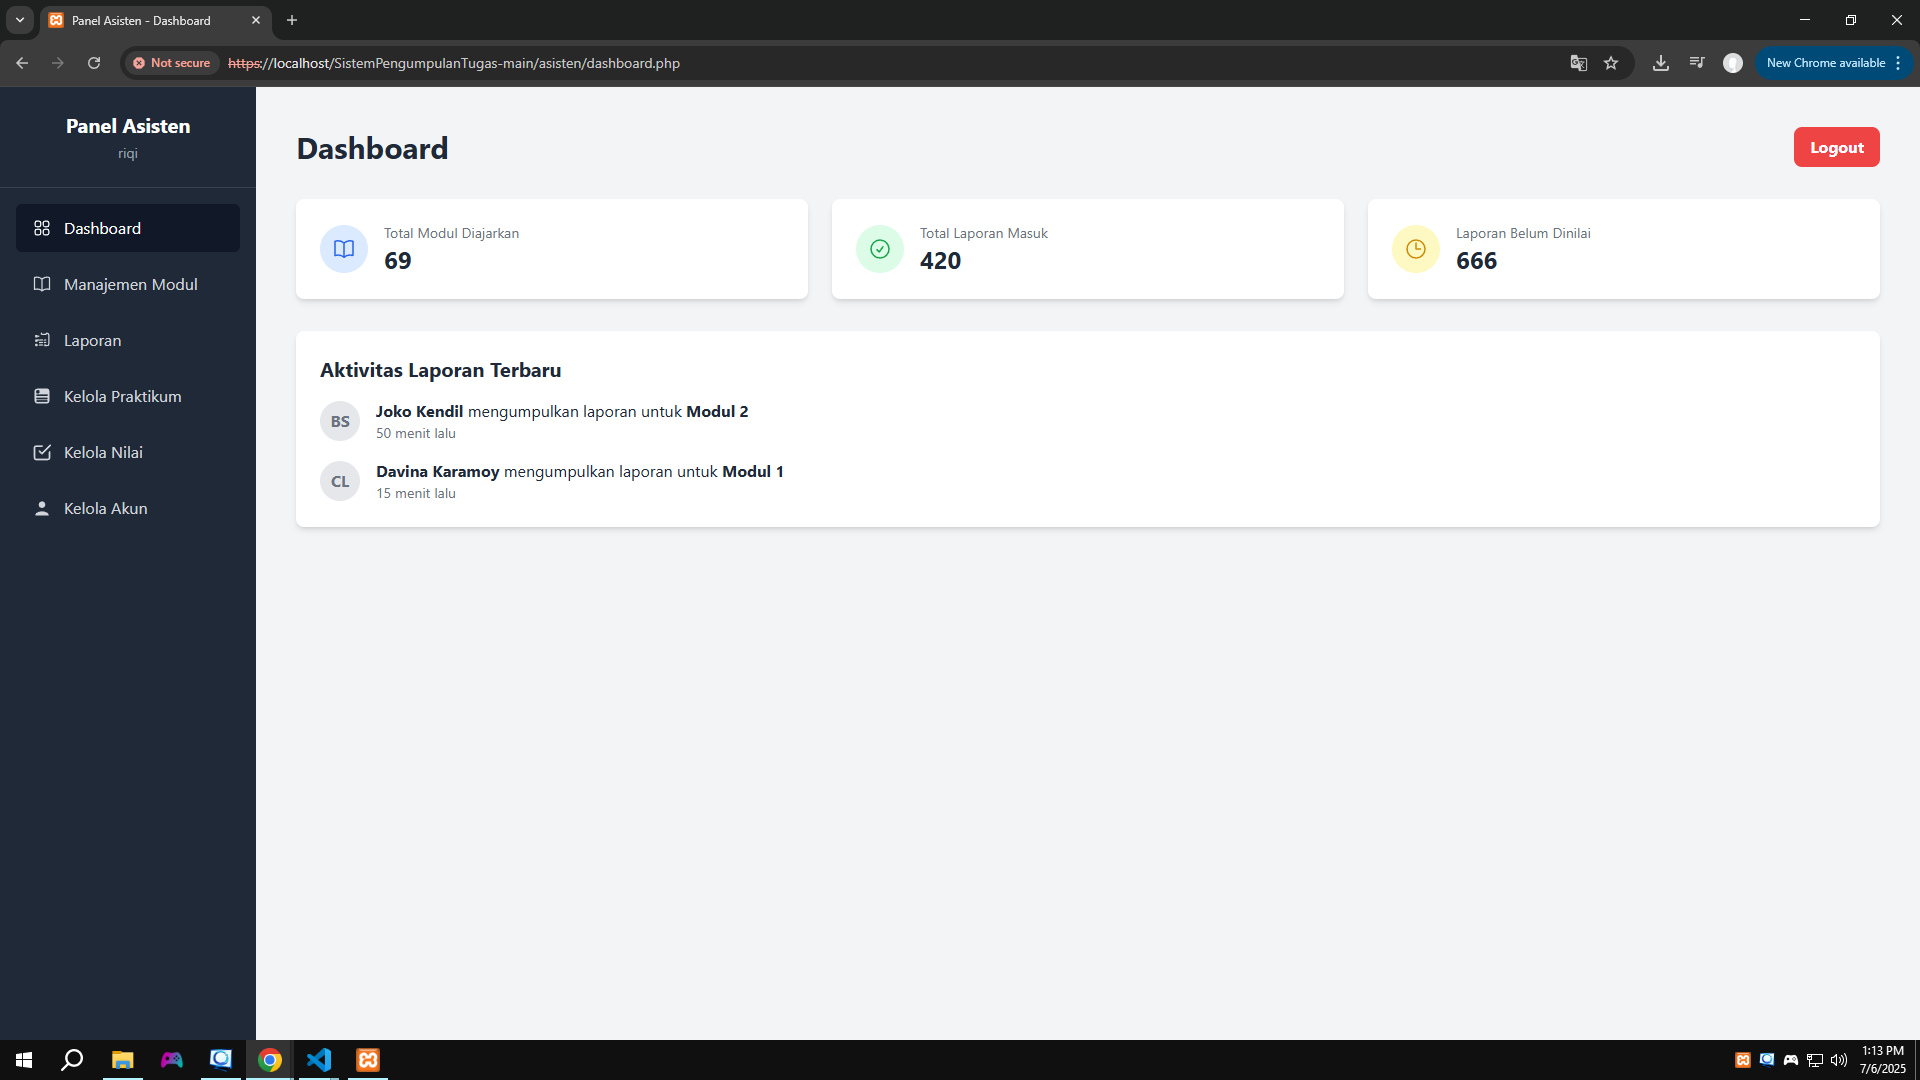 Panel Asisten - Dashboard
Not secure
https://localhost/SistemPengumpulanTugas-main/asisten/dashboard.php
New Chrome available
Panel Asisten
riqi
Dashboard
Manajemen Modul
Laporan
Kelola Praktikum
Kelola Nilai
Kelola Akun
Dashboard
Logout
Total Modul Diajarkan
69
Total Laporan Masuk
420
Laporan Belum Dinilai
666
Aktivitas Laporan Terbaru
BS
Joko Kendil mengumpulkan laporan untuk Modul 2
50 menit lalu
CL
Davina Karamoy mengumpulkan laporan untuk Modul 1
15 menit lalu
1:13 PM
7/6/2025